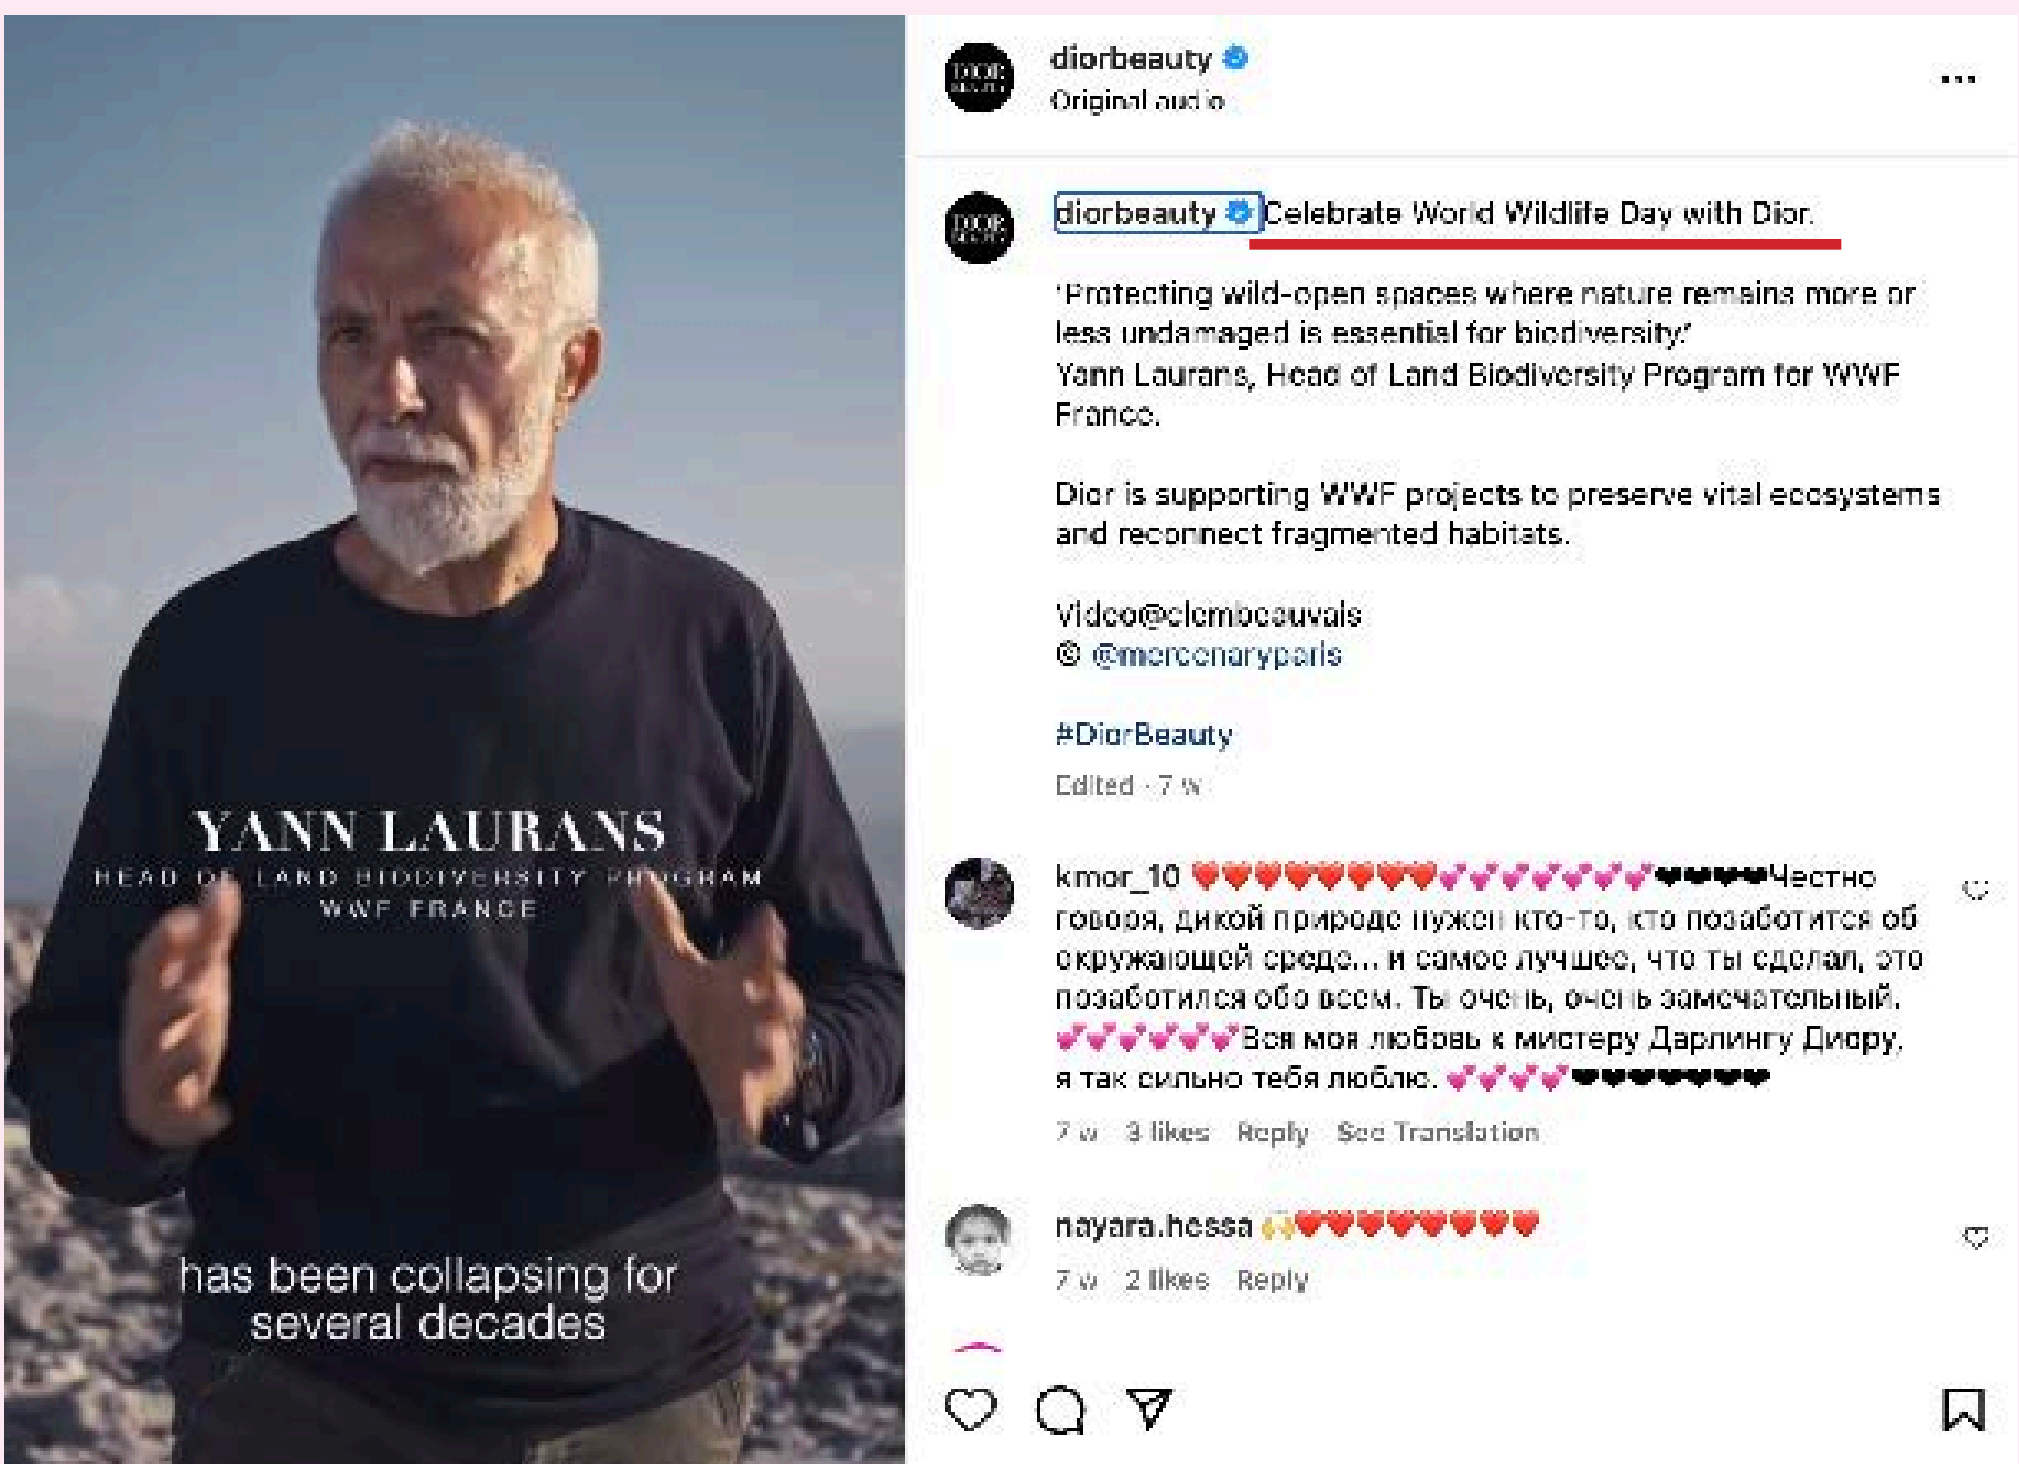 YANN LAURANS
HEAD OF LAND BIODIVERSITY PROGRAM
WWF FRANCE
has been collapsing for
several decades
DIOR
diorbeauty
Original audio
...
DIOR
diorbeauty Celebrate World Wildlife Day with Dior.
'Protecting wild-open spaces where nature remains more or
less undamaged is essential for biodiversity.'
Yann Laurans, Head of Land Biodiversity Program for WWF
France.
Dior is supporting WWF projects to preserve vital ecosystems
and reconnect fragmented habitats.
Video@clembeauvais
© @mercenaryparis
#DiorBeauty
Edited · 7 w
kmor_10 ❤️❤️❤️❤️❤️❤️❤️❤️💕💕💕💕💕💕💕🖤🖤🖤🖤Честно
говоря, дикой природе нужен кто-то, кто позаботится об
окружающей среде... и самое лучшее, что ты сделал, это
позаботился обо всем. Ты очень, очень замечательный.
💕💕💕💕💕💕Вся моя любовь к мистеру Дарлингу Диору,
я так сильно тебя люблю. 💕💕💕💕🖤🖤🖤🖤🖤🖤🖤
7 w 3 likes Reply See Translation
nayara.hessa 🙌❤️❤️❤️❤️❤️❤️❤️❤️
7 w 2 likes Reply